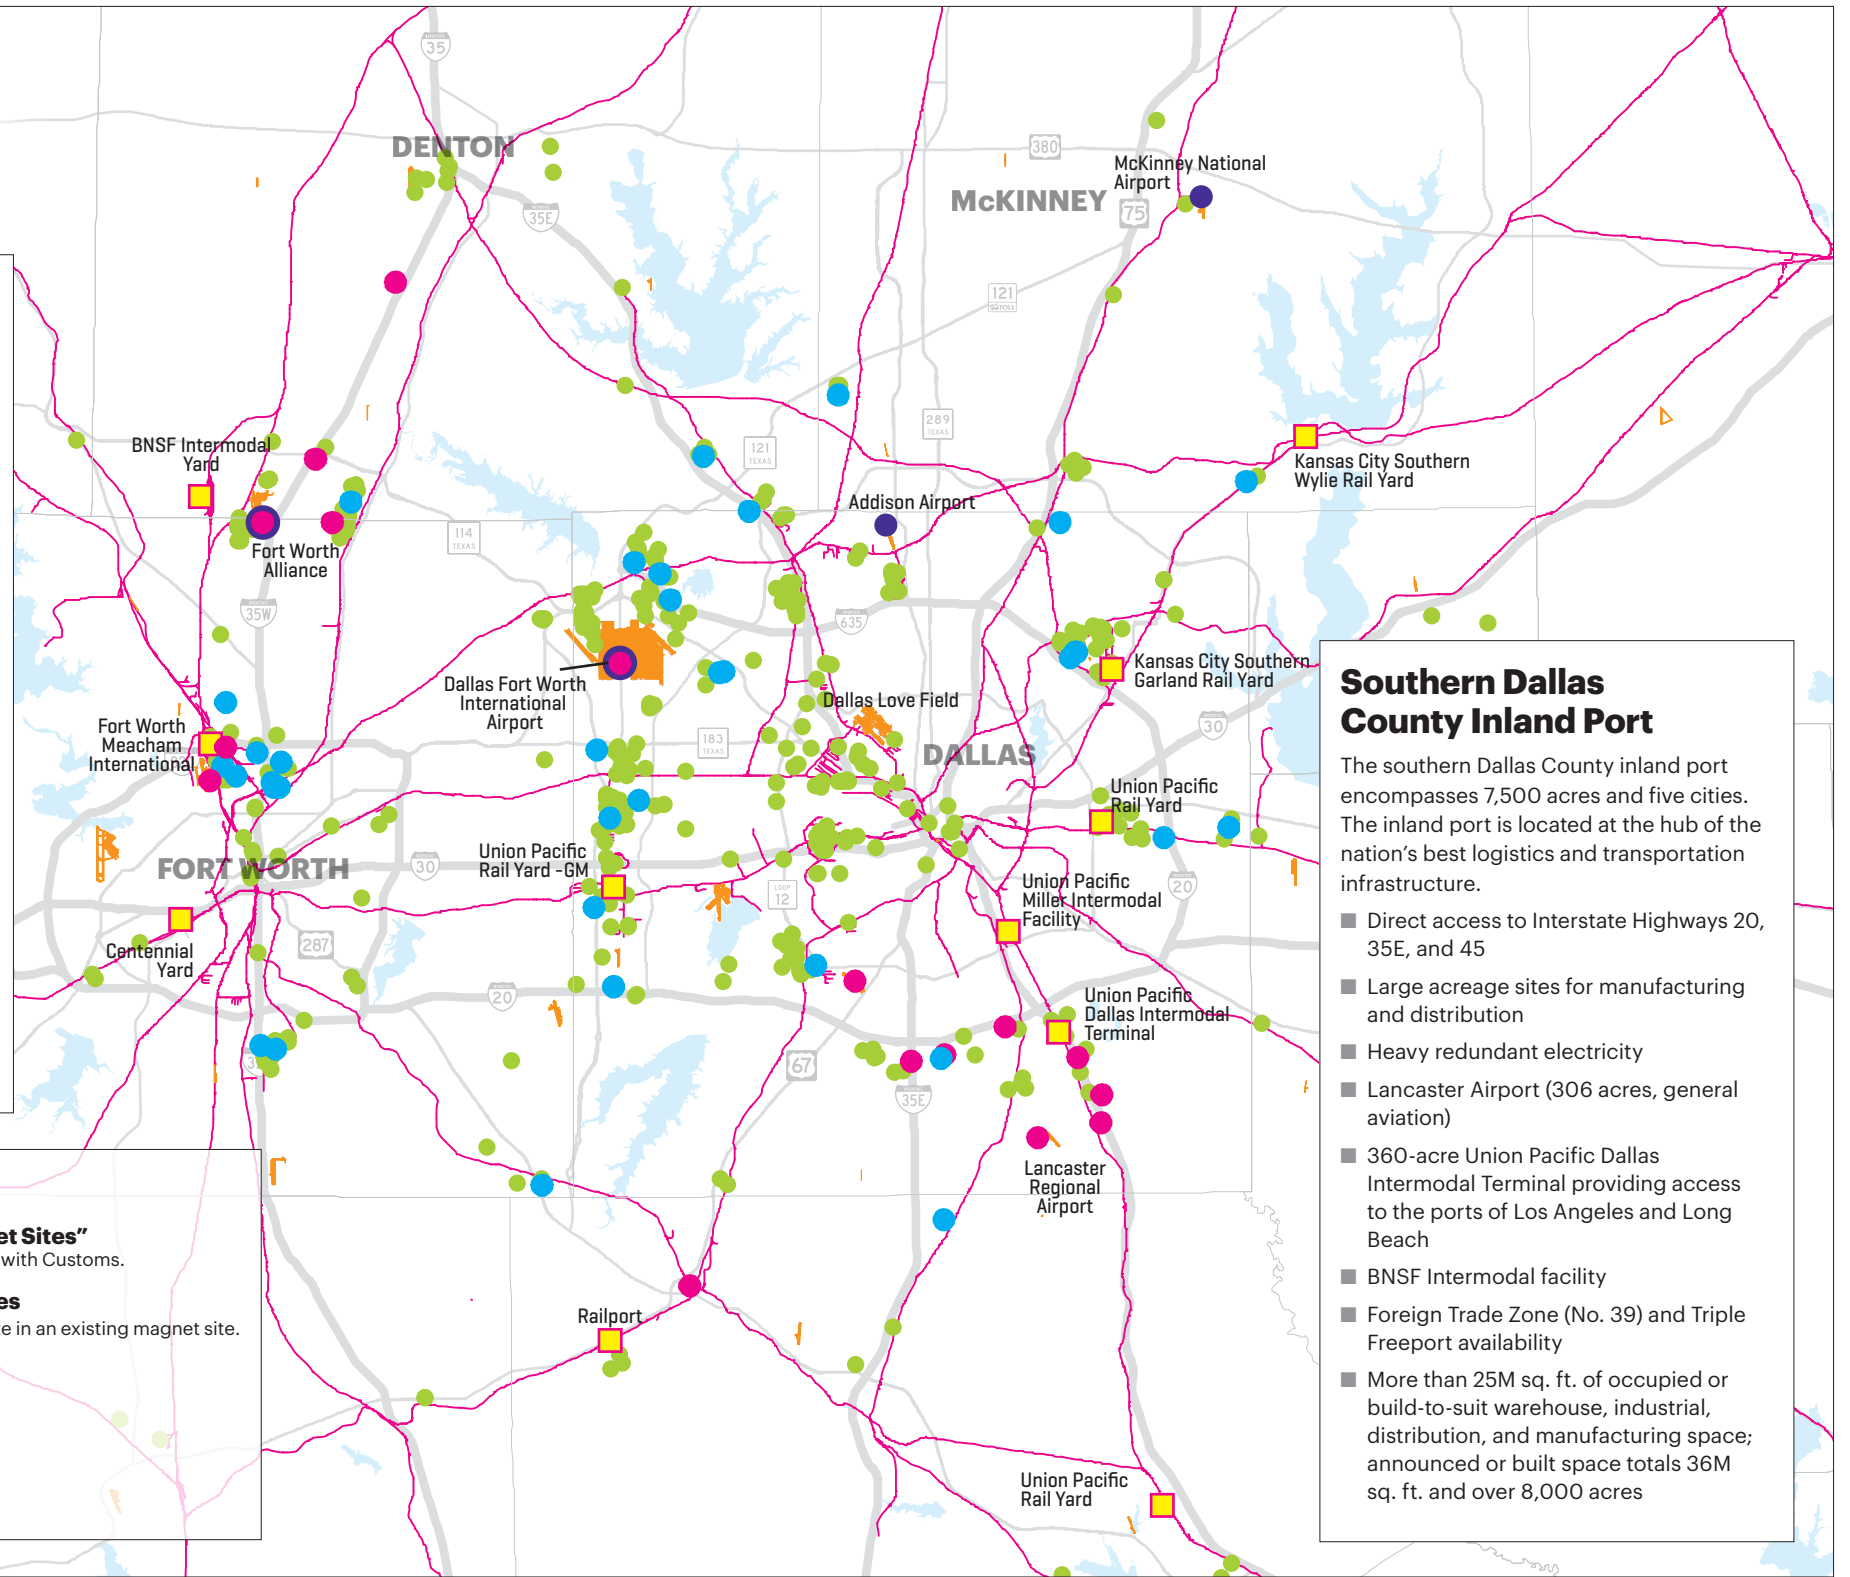 35
DENTON
35E
380
McKinney National
Airport
McKINNEY
75
121
TOLL
289
TEXAS
121
TEXAS
BNSF Intermodal
Yard
Kansas City Southern
Wylie Rail Yard
Addison Airport
114
TEXAS
Fort Worth
Alliance
35W
635
Dallas Fort Worth
International
Airport
Kansas City Southern
Garland Rail Yard
Dallas Love Field
Fort Worth
Meacham
International
183
TEXAS
DALLAS
30
Union Pacific
Rail Yard
FORT WORTH
30
Union Pacific
Rail Yard -GM
LOOP
12
Union Pacific
Miller Intermodal
Facility
20
Centennial
Yard
287
20
Union Pacific
Dallas Intermodal
Terminal
67
35E
Lancaster
Regional
Airport
Railport
Union Pacific
Rail Yard
et Sites”
with Customs.
es
e in an existing magnet site.
Southern Dallas
County Inland Port
The southern Dallas County inland port
encompasses 7,500 acres and five cities.
The inland port is located at the hub of the
nation’s best logistics and transportation
infrastructure.
■ Direct access to Interstate Highways 20,
35E, and 45
■ Large acreage sites for manufacturing
and distribution
■ Heavy redundant electricity
■ Lancaster Airport (306 acres, general
aviation)
■ 360-acre Union Pacific Dallas
Intermodal Terminal providing access
to the ports of Los Angeles and Long
Beach
■ BNSF Intermodal facility
■ Foreign Trade Zone (No. 39) and Triple
Freeport availability
■ More than 25M sq. ft. of occupied or
build-to-suit warehouse, industrial,
distribution, and manufacturing space;
announced or built space totals 36M
sq. ft. and over 8,000 acres